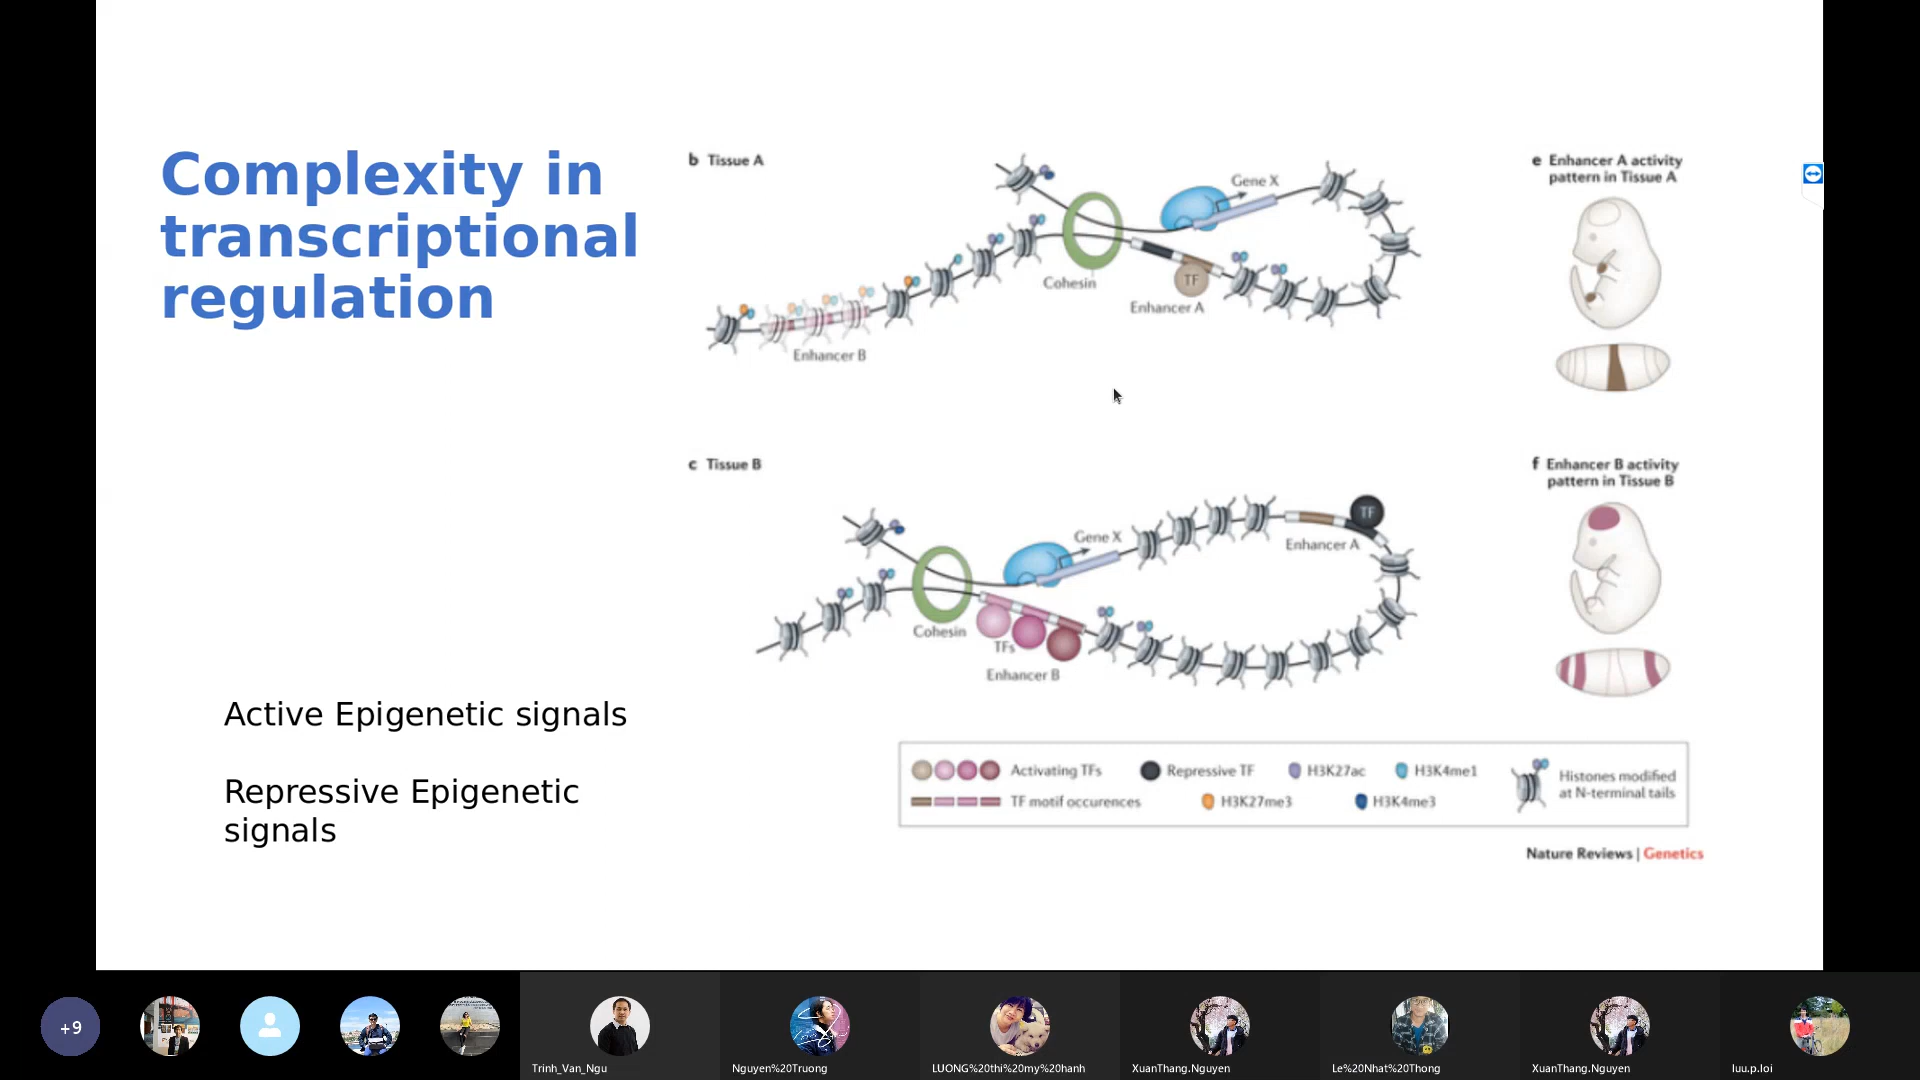 Complexity in
transcriptional
regulation
Active Epigenetic signals
Repressive Epigenetic
signals
b Tissue A
Gene X
Cohesin
TF
Enhancer A
Enhancer B
e Enhancer A activity
pattern in Tissue A
c Tissue B
TF
Gene X
Enhancer A
Cohesin
TFs
Enhancer B
f Enhancer B activity
pattern in Tissue B
Activating TFs
Repressive TF
H3K27ac
H3K4me1
Histones modified
at N-terminal tails
TF motif occurences
H3K27me3
H3K4me3
Nature Reviews | Genetics
+9
Trinh_Van_Ngu
Nguyen%20Truong
LUONG%20thi%20my%20hanh
XuanThang.Nguyen
Le%20Nhat%20Thong
XuanThang.Nguyen
luu.p.loi